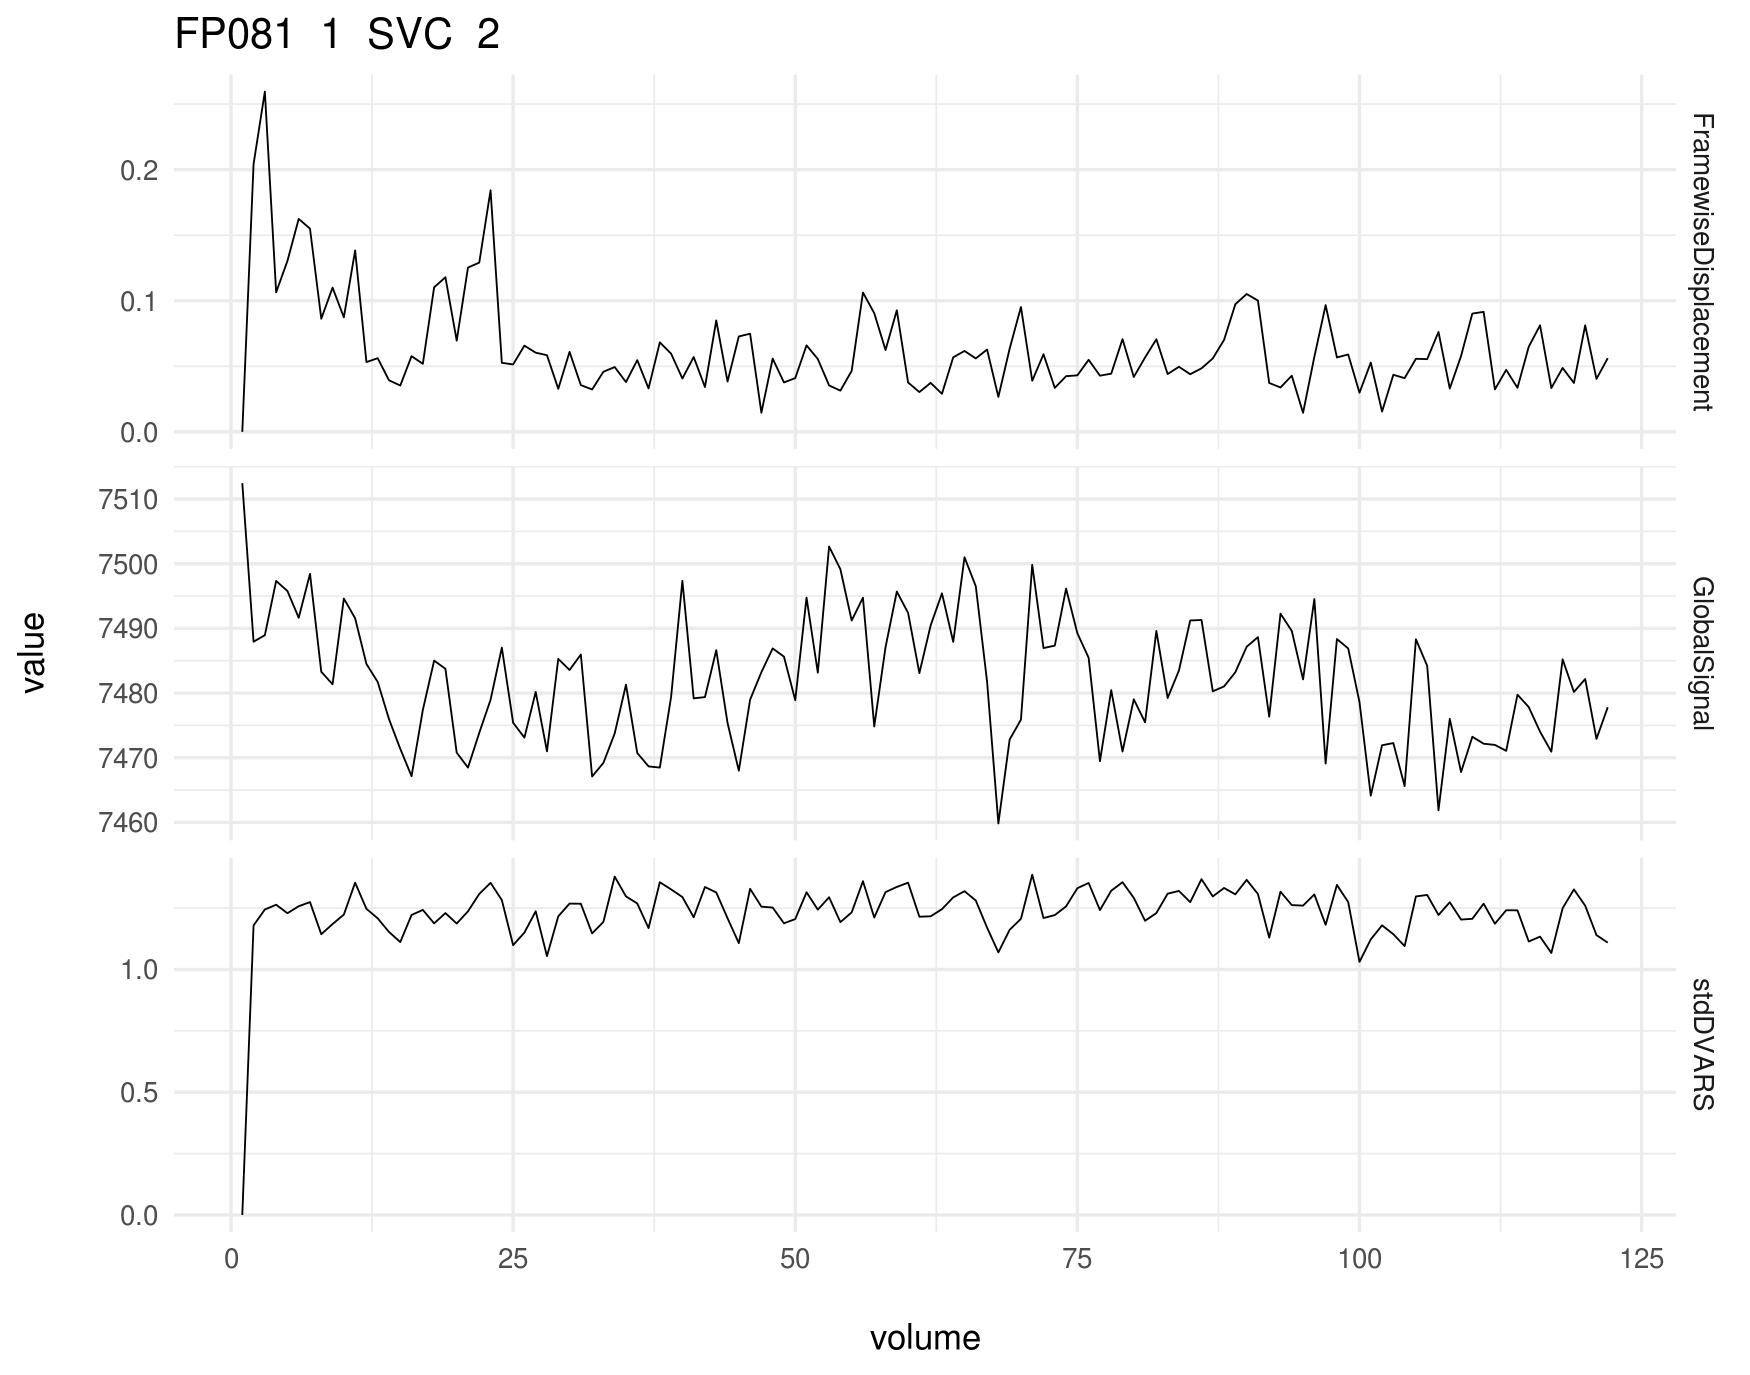 FP081 1 SVC 2
0.2
0.1
0.0
FramewiseDisplacement
7510
7500
7490
7480
7470
7460
GlobalSignal
value
1.0
0.5
0.0
stdDVARS
0 25 50 75 100 125
volume